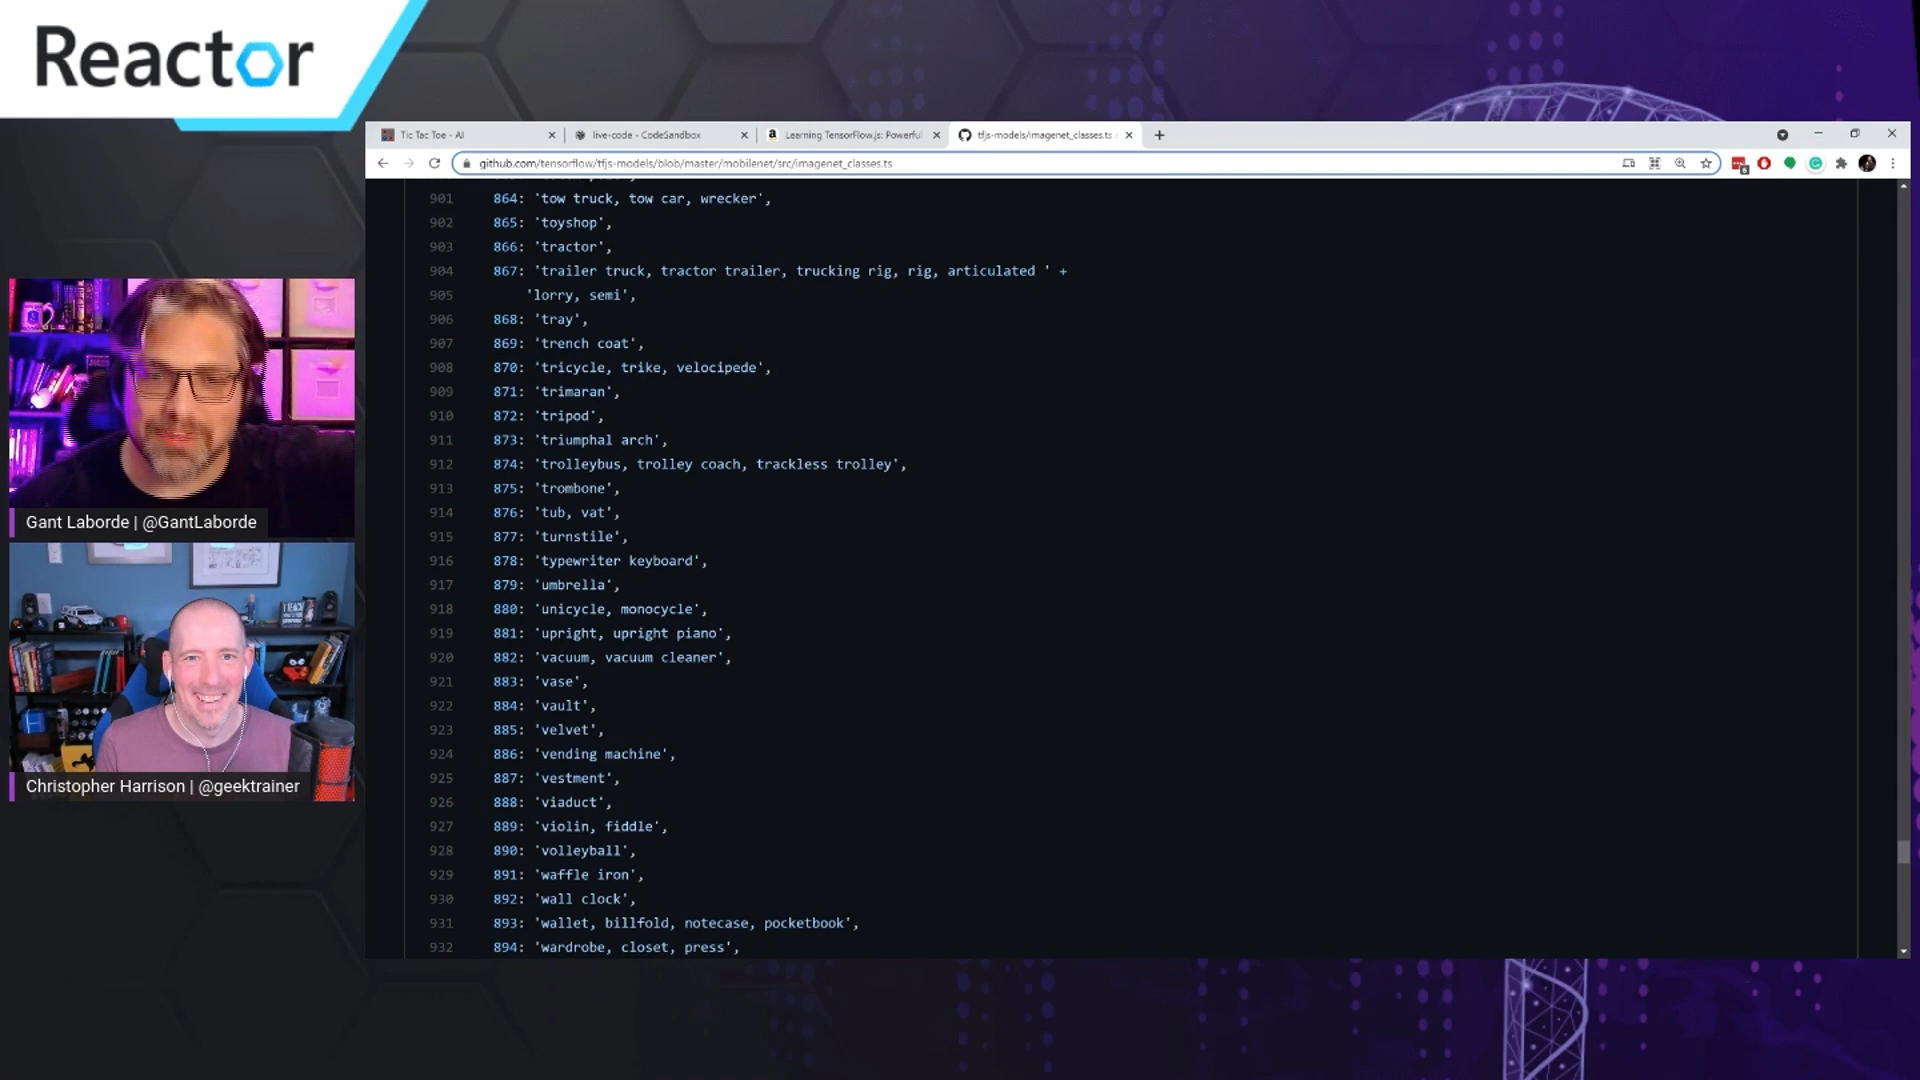 Reactor
Tic Tac Toe - AI
live-code - CodeSandbox
Learning TensorFlow.js: Powerful
tfjs-models/imagenet_classes.ts
github.com/tensorflow/tfjs-models/blob/master/mobilenet/src/imagenet_classes.ts
901 864: 'tow truck, tow car, wrecker',
902 865: 'toyshop',
903 866: 'tractor',
904 867: 'trailer truck, tractor trailer, trucking rig, rig, articulated ' +
905 'lorry, semi',
906 868: 'tray',
907 869: 'trench coat',
908 870: 'tricycle, trike, velocipede',
909 871: 'trimaran',
910 872: 'tripod',
911 873: 'triumphal arch',
912 874: 'trolleybus, trolley coach, trackless trolley',
913 875: 'trombone',
914 876: 'tub, vat',
915 877: 'turnstile',
916 878: 'typewriter keyboard',
917 879: 'umbrella',
918 880: 'unicycle, monocycle',
919 881: 'upright, upright piano',
920 882: 'vacuum, vacuum cleaner',
921 883: 'vase',
922 884: 'vault',
923 885: 'velvet',
924 886: 'vending machine',
925 887: 'vestment',
926 888: 'viaduct',
927 889: 'violin, fiddle',
928 890: 'volleyball',
929 891: 'waffle iron',
930 892: 'wall clock',
931 893: 'wallet, billfold, notecase, pocketbook',
932 894: 'wardrobe, closet, press',
Gant Laborde | @GantLaborde
Christopher Harrison | @geektrainer